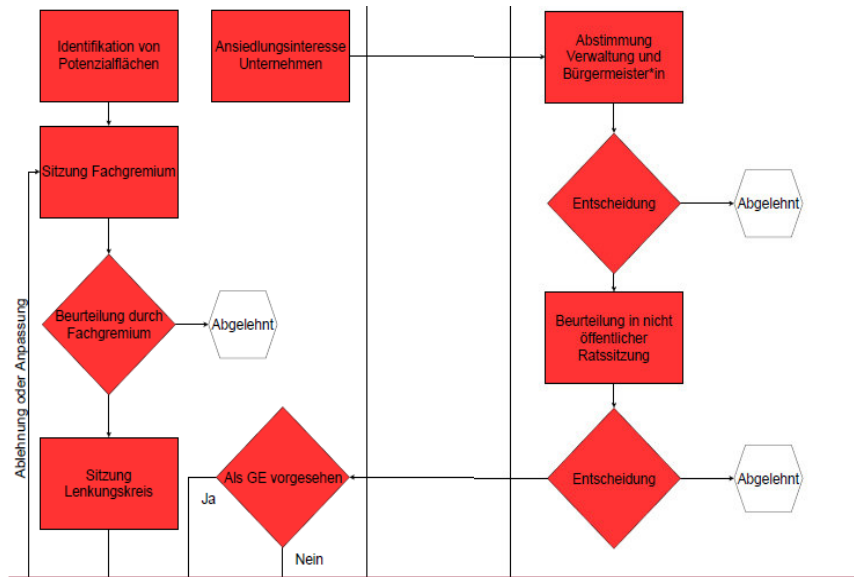 Identifikation von
Potenzialflächen
Ansiedlungsinteresse
Unternehmen
Abstimmung
Verwaltung und
Bürgermeister*in
Sitzung Fachgremium
Entscheidung
Abgelehnt
Ablehnung oder Anpassung
Beurteilung durch
Fachgremium
Abgelehnt
Beurteilung in nicht
öffentlicher
Ratssitzung
Sitzung
Lenkungskreis
Als GE vorgesehen
Ja
Nein
Entscheidung
Abgelehnt